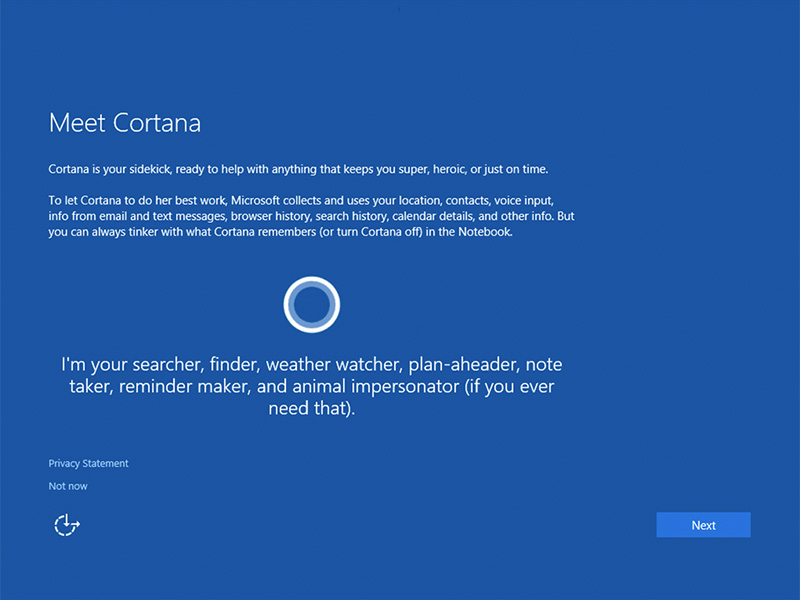 Meet Cortana
Cortana is your sidekick, ready to help with anything that keeps you super, heroic, or just on time.
To let Cortana to do her best work, Microsoft collects and uses your location, contacts, voice input,
info from email and text messages, browser history, search history, calendar details, and other info. But
you can always tinker with what Cortana remembers (or turn Cortana off) in the Notebook.
I'm your searcher, finder, weather watcher, plan-aheader, note
taker, reminder maker, and animal impersonator (if you ever
need that).
Privacy Statement
Not now
Next